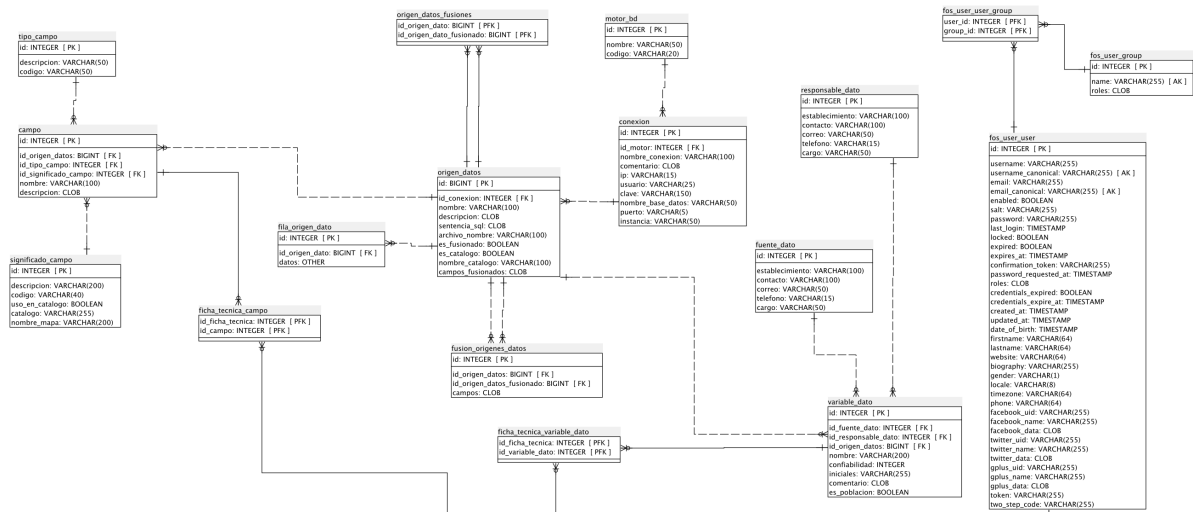 origen_datos_fusiones
id_origen_dato: BIGINT [ PFK ]
id_origen_dato_fusionado: BIGINT [ PFK ]
motor_bd
id: INTEGER [ PK ]
nombre: VARCHAR(50)
codigo: VARCHAR(20)
fos_user_user_group
user_id: INTEGER [ PFK ]
group_id: INTEGER [ PFK ]
tipo_campo
id: INTEGER [ PK ]
descripcion: VARCHAR(50)
codigo: VARCHAR(50)
fos_user_group
id: INTEGER [ PK ]
name: VARCHAR(255) [ AK ]
roles: CLOB
responsable_dato
id: INTEGER [ PK ]
establecimiento: VARCHAR(100)
contacto: VARCHAR(100)
correo: VARCHAR(50)
telefono: VARCHAR(15)
cargo: VARCHAR(50)
campo
id: INTEGER [ PK ]
id_origen_datos: BIGINT [ FK ]
id_tipo_campo: INTEGER [ FK ]
id_significado_campo: INTEGER [ FK ]
nombre: VARCHAR(100)
descripcion: CLOB
conexion
id: INTEGER [ PK ]
id_motor: INTEGER [ FK ]
nombre_conexion: VARCHAR(100)
comentario: CLOB
ip: VARCHAR(15)
usuario: VARCHAR(25)
clave: VARCHAR(150)
nombre_base_datos: VARCHAR(50)
puerto: VARCHAR(5)
instancia: VARCHAR(50)
fos_user_user
id: INTEGER [ PK ]
username: VARCHAR(255)
username_canonical: VARCHAR(255) [ AK ]
email: VARCHAR(255)
email_canonical: VARCHAR(255) [ AK ]
enabled: BOOLEAN
salt: VARCHAR(255)
password: VARCHAR(255)
last_login: TIMESTAMP
locked: BOOLEAN
expired: BOOLEAN
expires_at: TIMESTAMP
confirmation_token: VARCHAR(255)
password_requested_at: TIMESTAMP
roles: CLOB
credentials_expired: BOOLEAN
credentials_expire_at: TIMESTAMP
created_at: TIMESTAMP
updated_at: TIMESTAMP
date_of_birth: TIMESTAMP
firstname: VARCHAR(64)
lastname: VARCHAR(64)
website: VARCHAR(64)
biography: VARCHAR(255)
gender: VARCHAR(1)
locale: VARCHAR(8)
timezone: VARCHAR(64)
phone: VARCHAR(64)
facebook_uid: VARCHAR(255)
facebook_name: VARCHAR(255)
facebook_data: CLOB
twitter_uid: VARCHAR(255)
twitter_name: VARCHAR(255)
twitter_data: CLOB
gplus_uid: VARCHAR(255)
gplus_name: VARCHAR(255)
gplus_data: CLOB
token: VARCHAR(255)
two_step_code: VARCHAR(255)
origen_datos
id: BIGINT [ PK ]
id_conexion: INTEGER [ FK ]
nombre: VARCHAR(100)
descripcion: CLOB
sentencia_sql: CLOB
archivo_nombre: VARCHAR(100)
es_fusionado: BOOLEAN
es_catalogo: BOOLEAN
nombre_catalogo: VARCHAR(100)
campos_fusionados: CLOB
fila_origen_dato
id: INTEGER [ PK ]
id_origen_dato: BIGINT [ FK ]
datos: OTHER
fuente_dato
id: INTEGER [ PK ]
establecimiento: VARCHAR(100)
contacto: VARCHAR(100)
correo: VARCHAR(50)
telefono: VARCHAR(15)
cargo: VARCHAR(50)
significado_campo
id: INTEGER [ PK ]
descripcion: VARCHAR(200)
codigo: VARCHAR(40)
uso_en_catalogo: BOOLEAN
catalogo: VARCHAR(255)
nombre_mapa: VARCHAR(200)
ficha_tecnica_campo
id_ficha_tecnica: INTEGER [ PFK ]
id_campo: INTEGER [ PFK ]
fusion_origenes_datos
id: INTEGER [ PK ]
id_origen_datos: BIGINT [ FK ]
id_origen_datos_fusionado: BIGINT [ FK ]
campos: CLOB
variable_dato
id: INTEGER [ PK ]
id_fuente_dato: INTEGER [ FK ]
id_responsable_dato: INTEGER [ FK ]
id_origen_datos: BIGINT [ FK ]
nombre: VARCHAR(200)
confiabilidad: INTEGER
iniciales: VARCHAR(255)
comentario: CLOB
es_poblacion: BOOLEAN
ficha_tecnica_variable_dato
id_ficha_tecnica: INTEGER [ PFK ]
id_variable_dato: INTEGER [ PFK ]